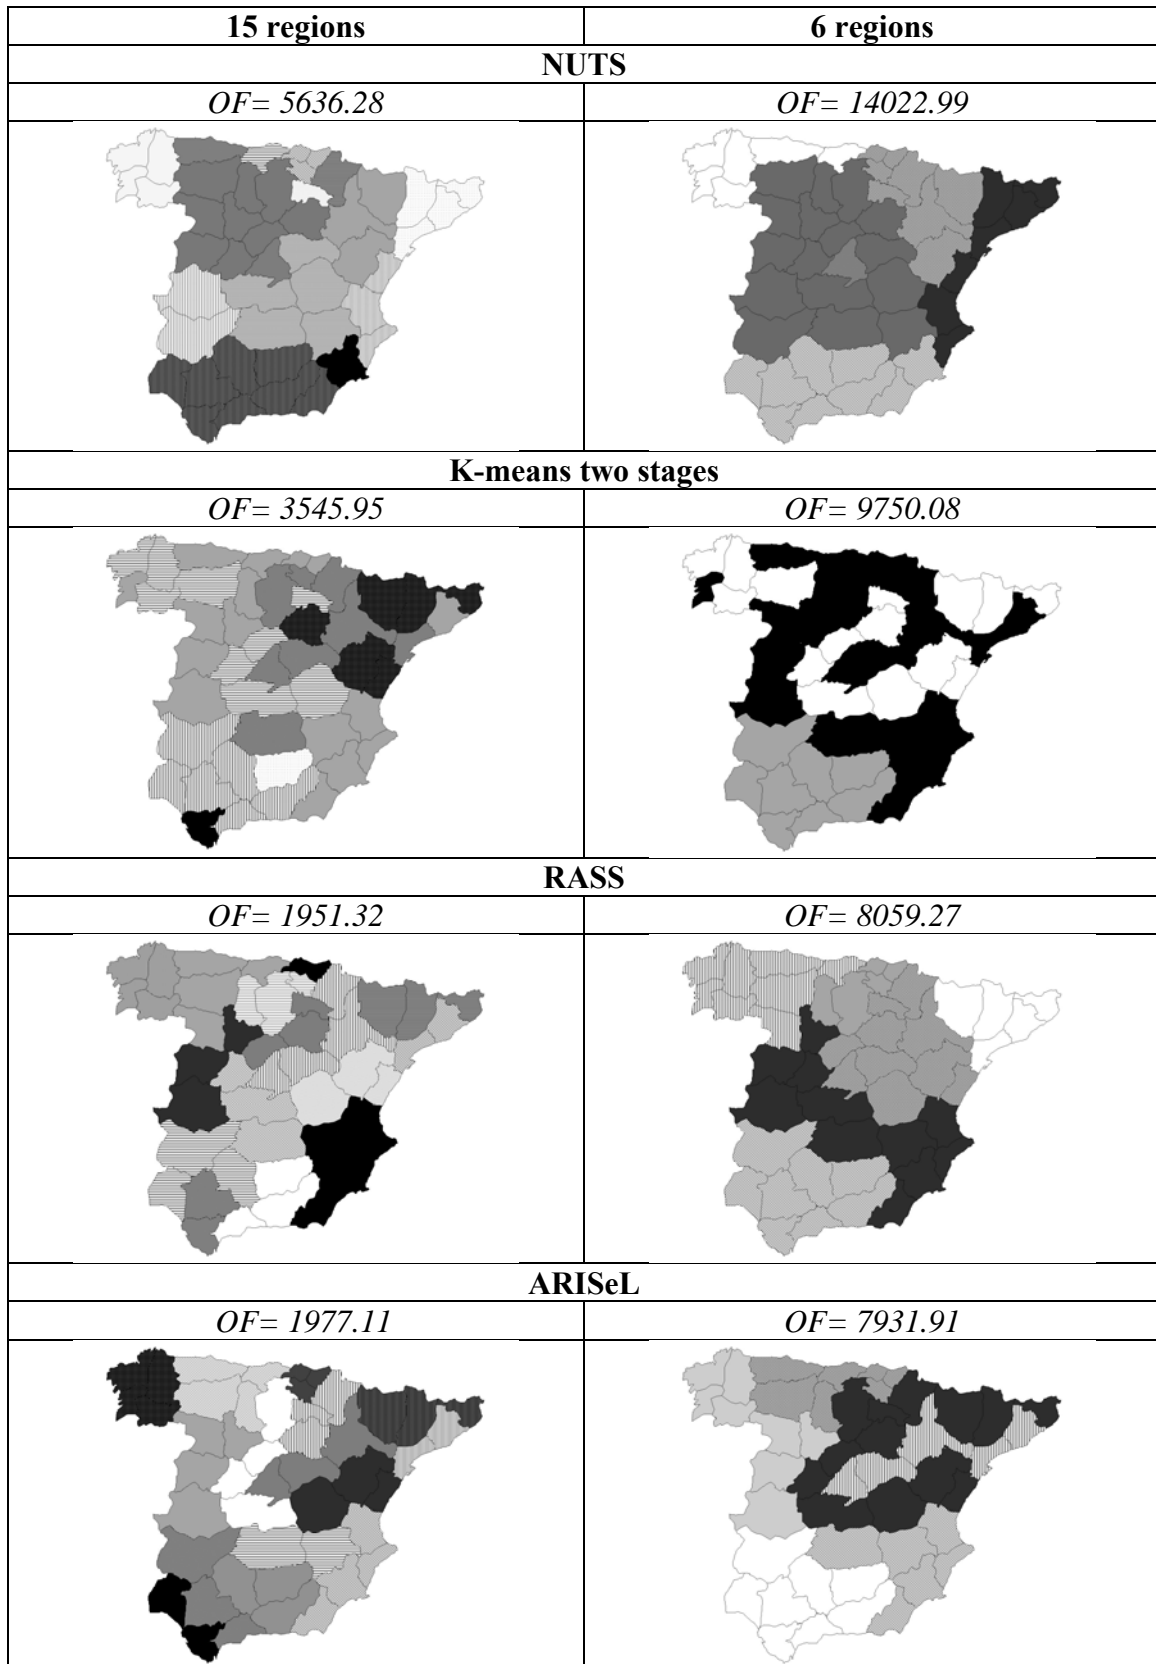 15 regions
6 regions
NUTS
OF= 5636.28
OF= 14022.99
K-means two stages
OF= 3545.95
OF= 9750.08
RASS
OF= 1951.32
OF= 8059.27
ARISeL
OF= 1977.11
OF= 7931.91